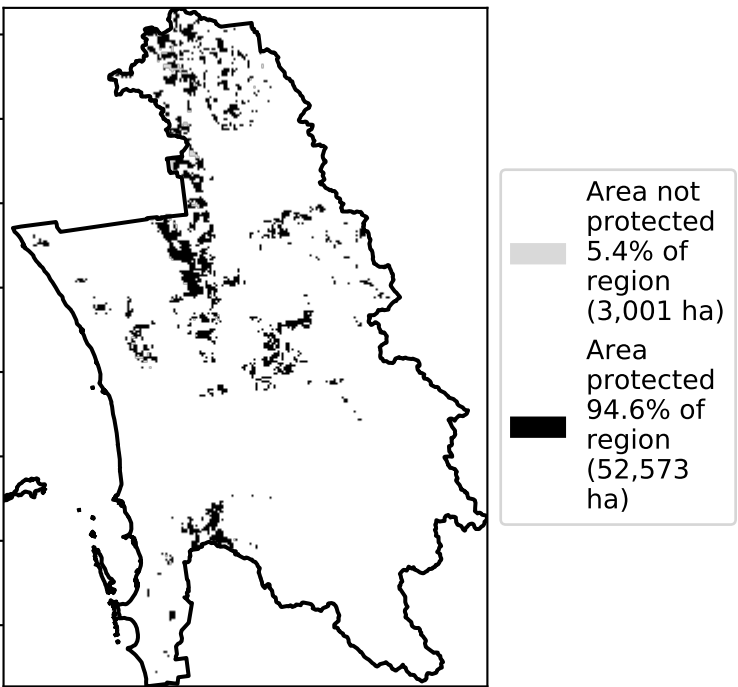 Area not
protected
5.4% of
region
(3,001 ha)
Area
protected
94.6% of
region
(52,573
ha)